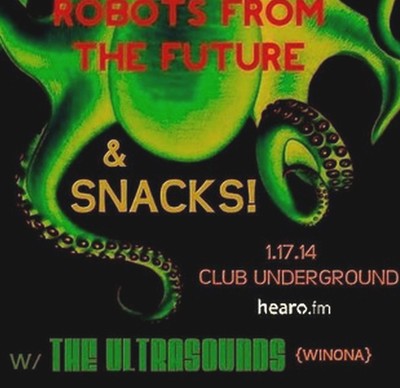 ROBOTS FROM
THE FUTURE
&
SNACKS!
1.17.14
CLUB UNDERGROUND
hearo.fm
W/ THE ULTRASOUNDS {WINONA}